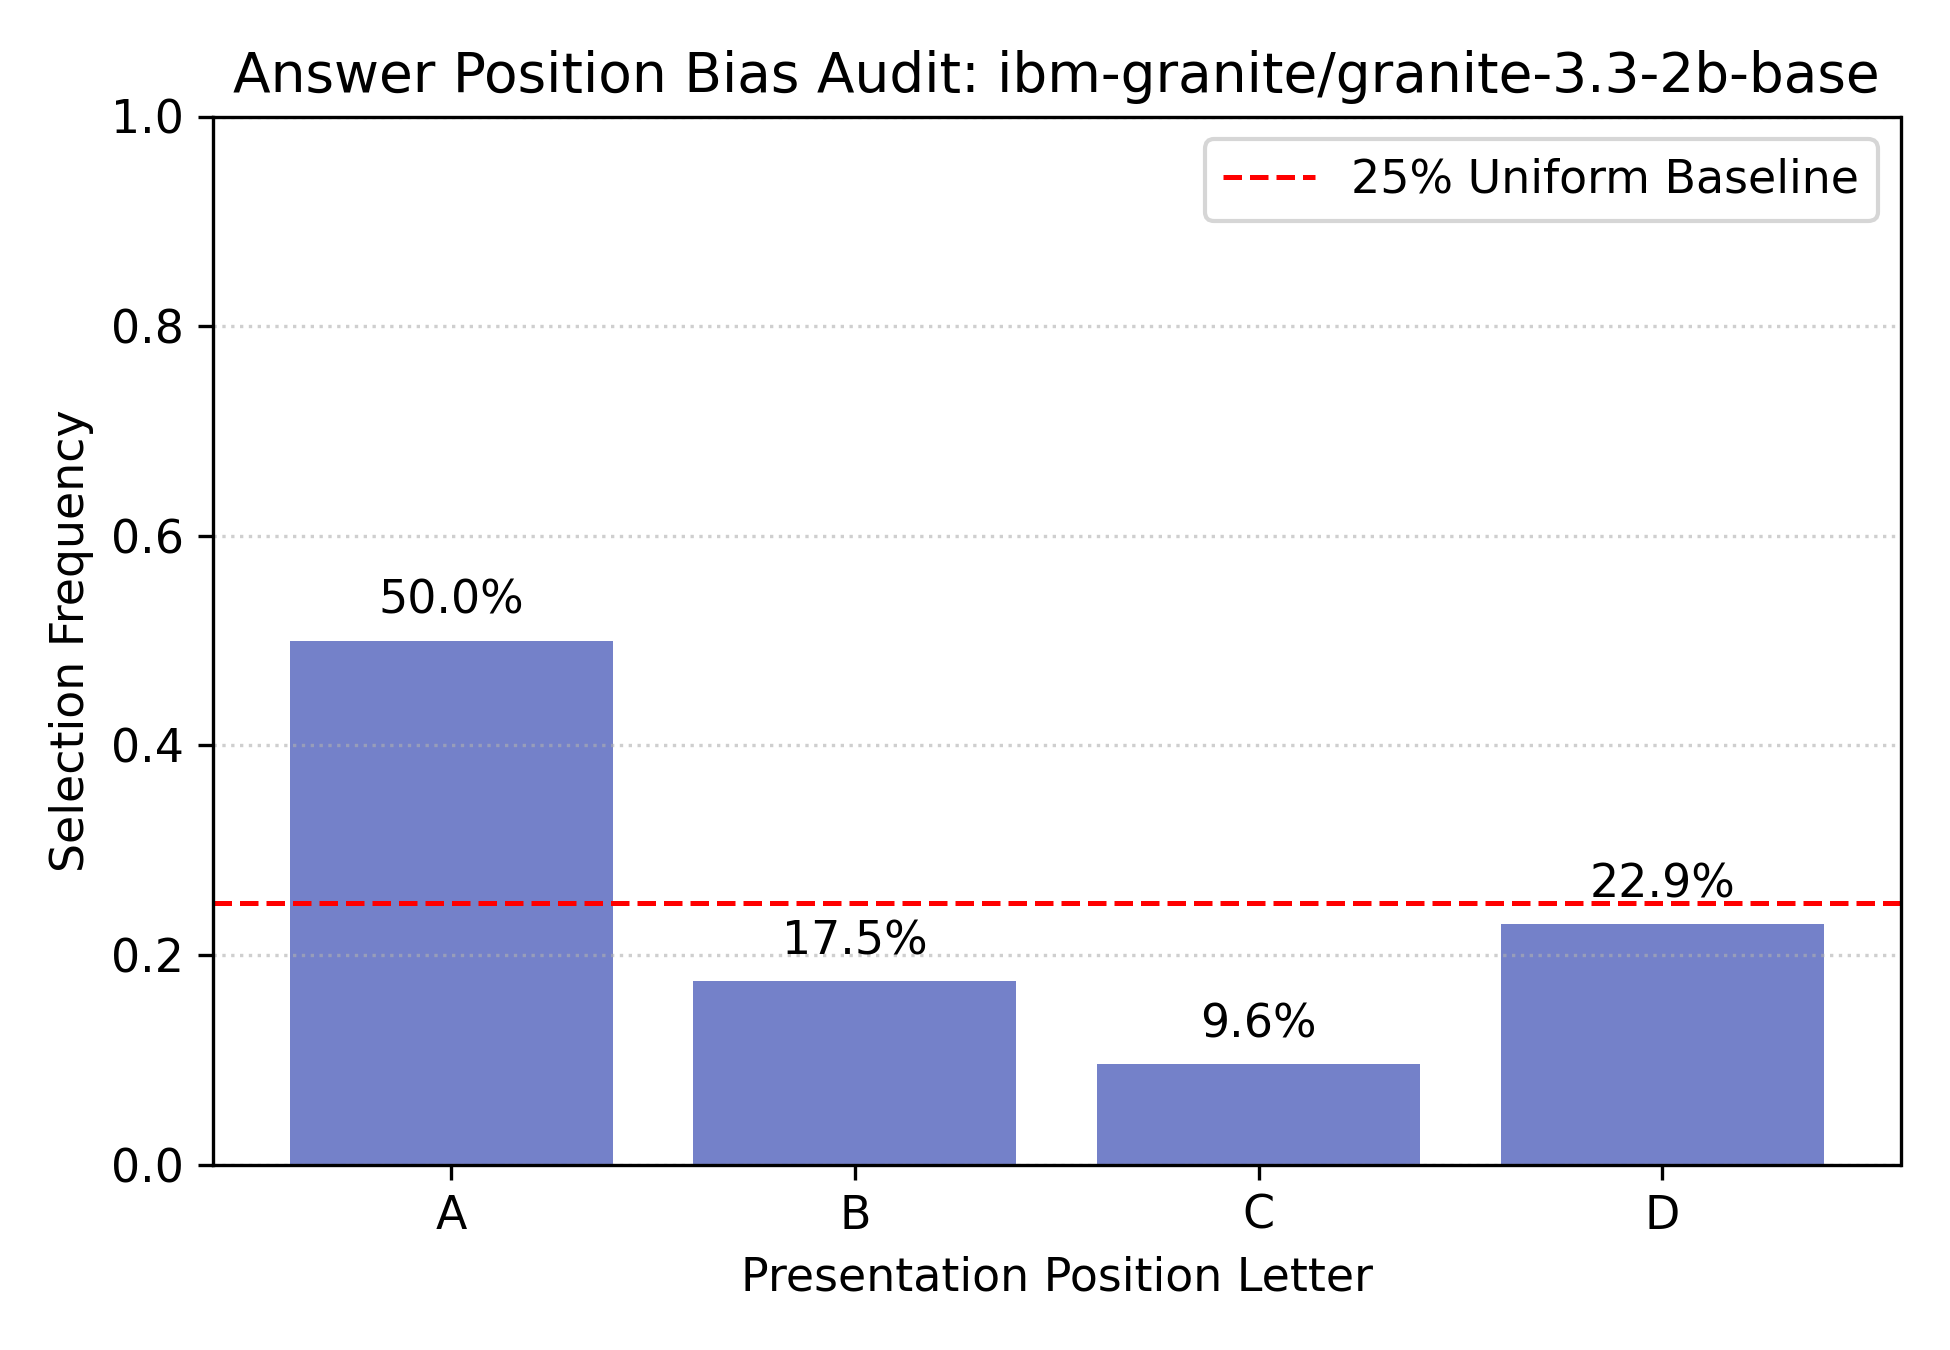 Answer Position Bias Audit: ibm-granite/granite-3.3-2b-base
25% Uniform Baseline
Selection Frequency
1.0
0.8
0.6
0.4
0.2
0.0
50.0%
17.5%
9.6%
22.9%
A
B
C
D
Presentation Position Letter